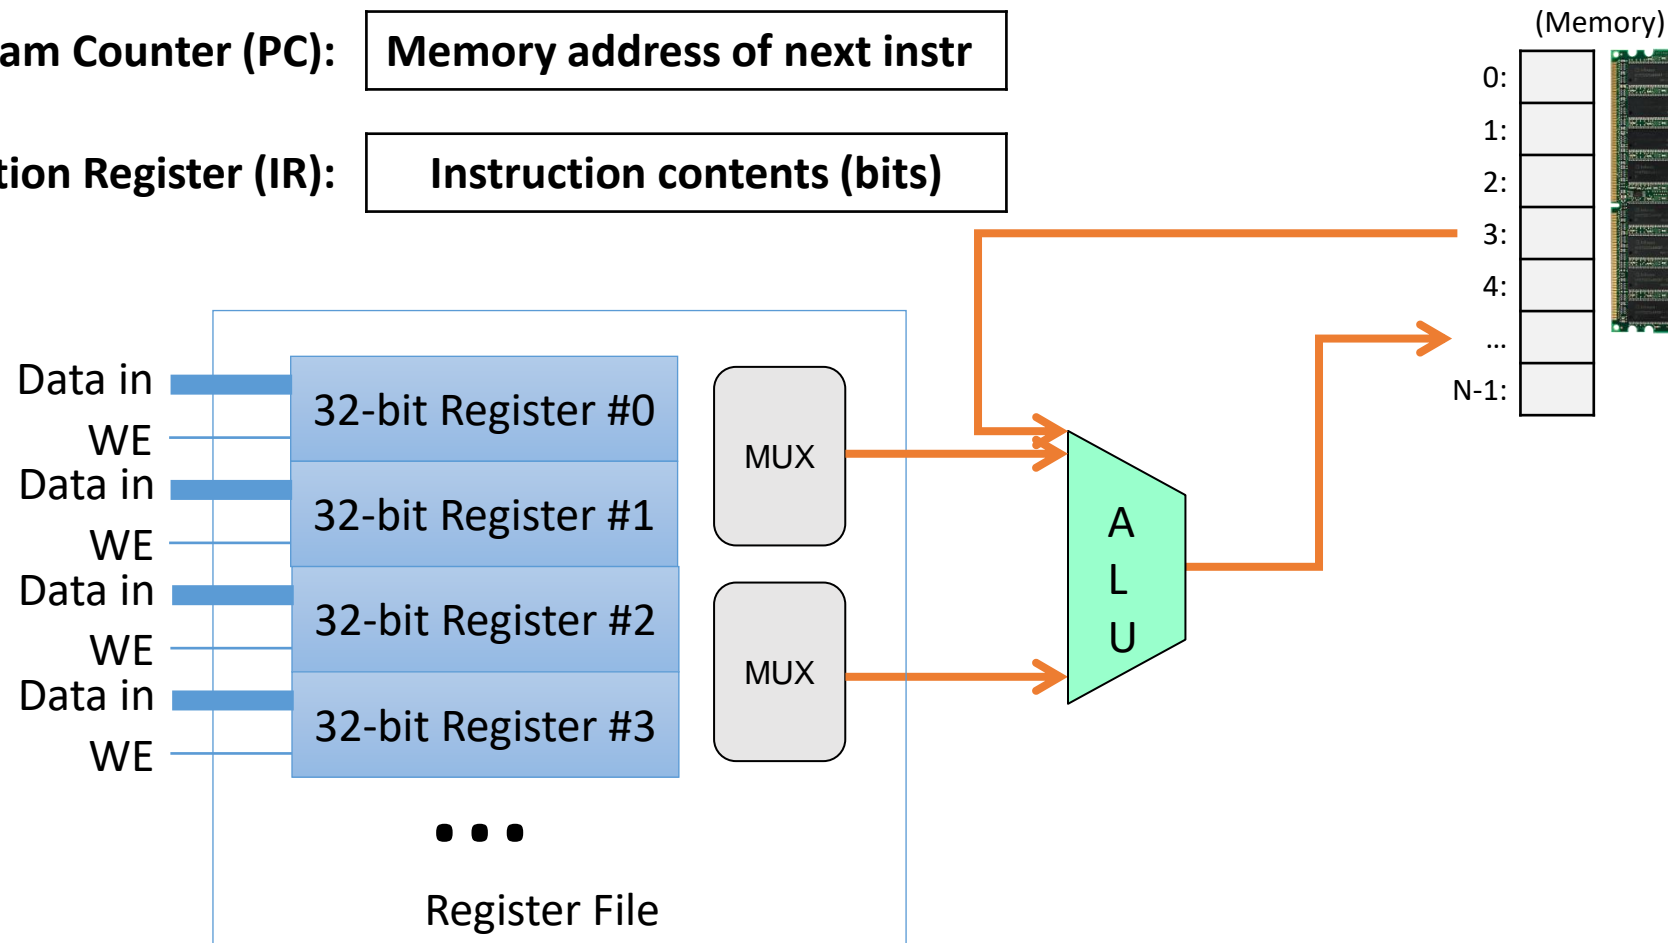 (Memory)
am Counter (PC):
Memory address of next instr
tion Register (IR):
Instruction contents (bits)
0:
1:
2:
3:
4:
...
N-1:
Data in
WE
Data in
WE
Data in
WE
Data in
WE
32-bit Register #0
32-bit Register #1
32-bit Register #2
32-bit Register #3
MUX
MUX
A
L
U
...
Register File